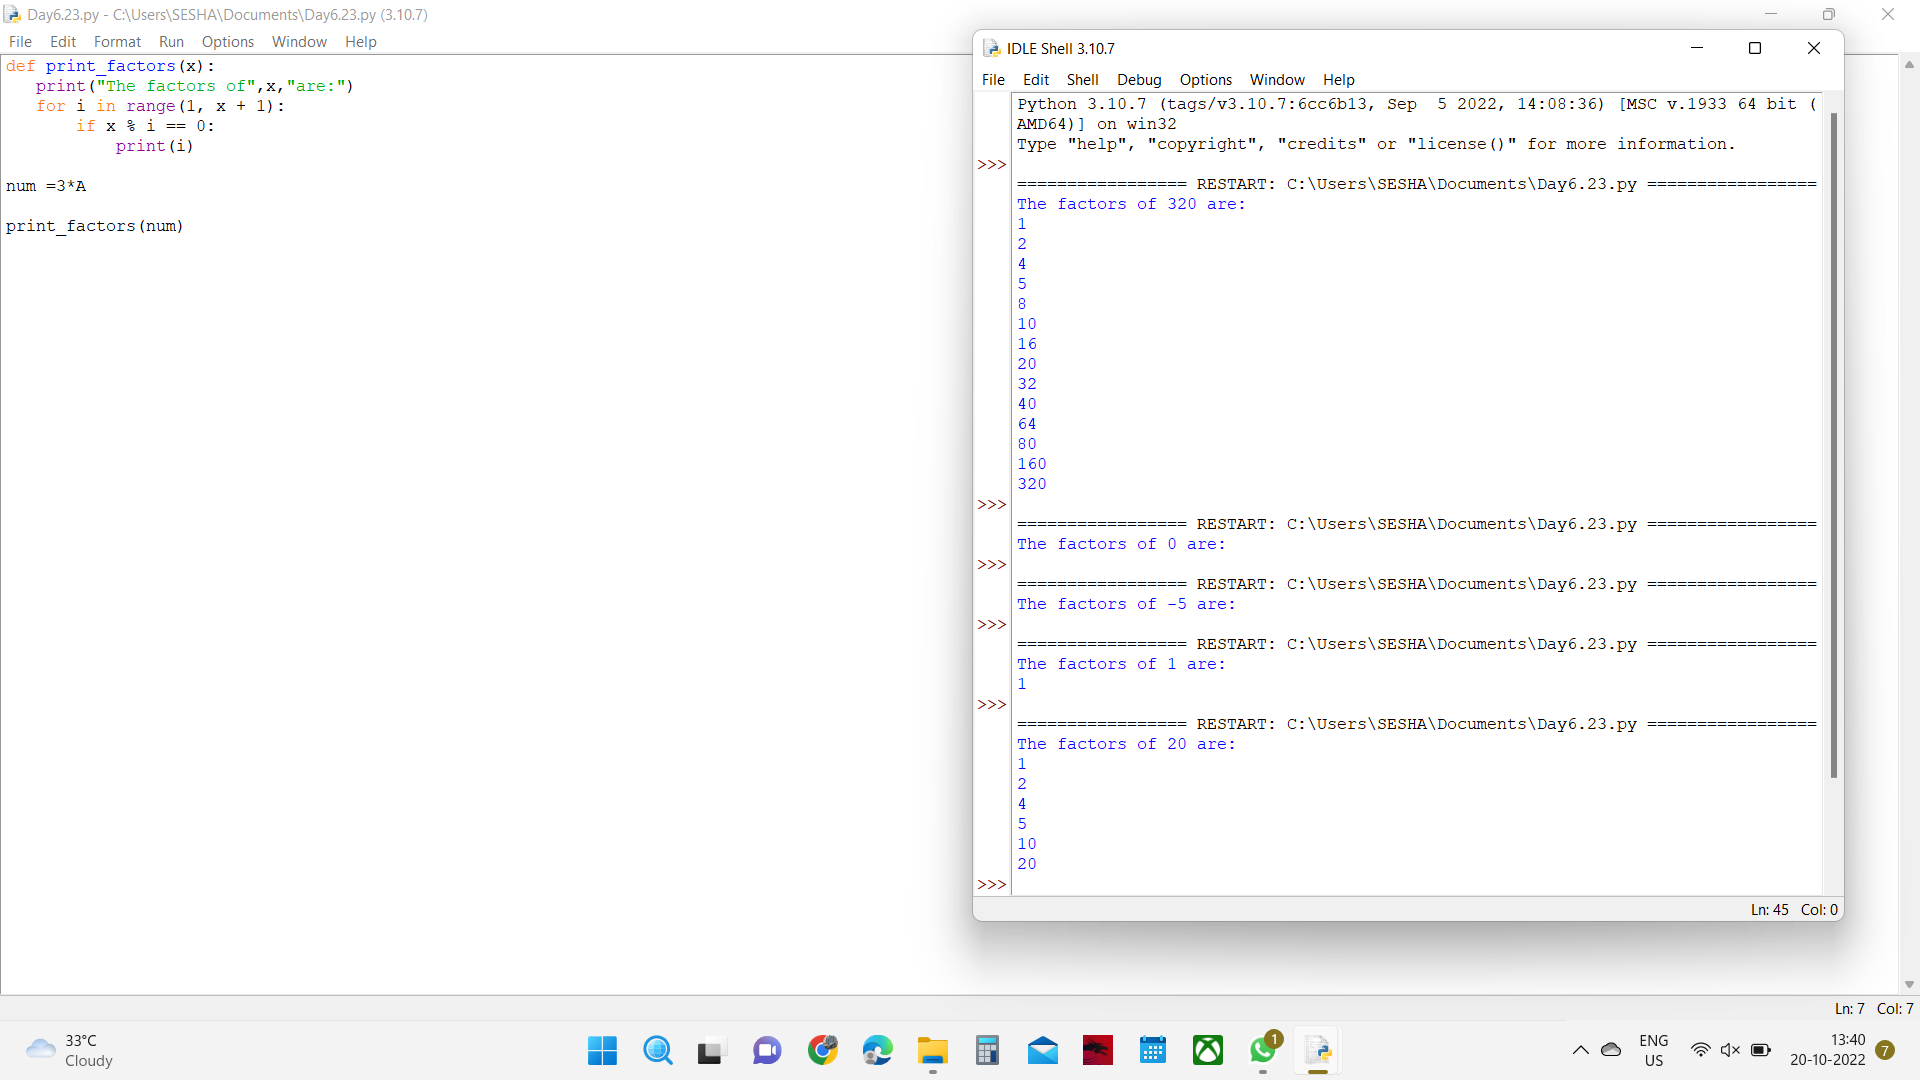 Day6.23.py - C:\Users\SESHA\Documents\Day6.23.py (3.10.7)
File Edit Format Run Options Window Help
def print_factors(x):
   print("The factors of",x,"are:")
   for i in range(1, x + 1):
       if x % i == 0:
           print(i)
num =3*A
print_factors(num)
IDLE Shell 3.10.7
File Edit Shell Debug Options Window Help
Python 3.10.7 (tags/v3.10.7:6cc6b13, Sep  5 2022, 14:08:36) [MSC v.1933 64 bit (
AMD64)] on win32
Type "help", "copyright", "credits" or "license()" for more information.
>>>
================= RESTART: C:\Users\SESHA\Documents\Day6.23.py =================
The factors of 320 are:
1
2
4
5
8
10
16
20
32
40
64
80
160
320
>>>
================= RESTART: C:\Users\SESHA\Documents\Day6.23.py =================
The factors of 0 are:
>>>
================= RESTART: C:\Users\SESHA\Documents\Day6.23.py =================
The factors of -5 are:
>>>
================= RESTART: C:\Users\SESHA\Documents\Day6.23.py =================
The factors of 1 are:
1
>>>
================= RESTART: C:\Users\SESHA\Documents\Day6.23.py =================
The factors of 20 are:
1
2
4
5
10
20
>>>
Ln: 45 Col: 0
Ln: 7 Col: 7
33°C
Cloudy
1
ENG
US
13:40
20-10-2022
7